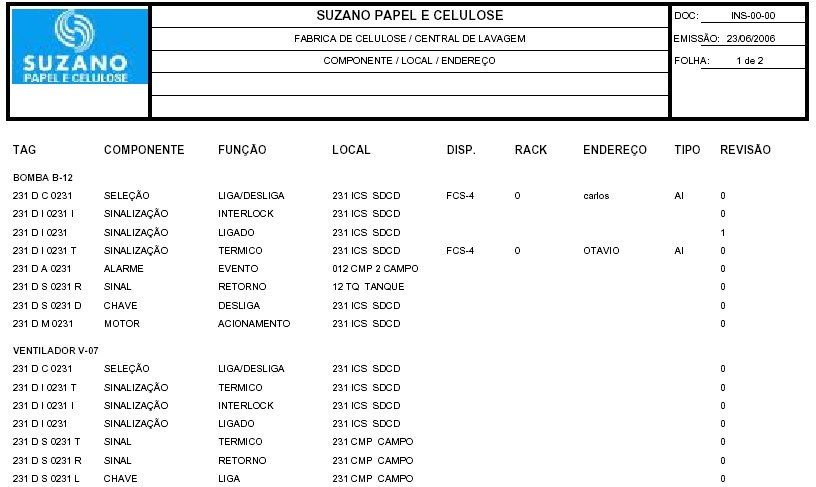 SUZANO
PAPEL E CELULOSE
SUZANO PAPEL E CELULOSE
FABRICA DE CELULOSE / CENTRAL DE LAVAGEM
COMPONENTE / LOCAL / ENDEREÇO
DOC: INS-00-00
EMISSÃO: 23/06/2006
FOLHA: 1 de 2
TAG COMPONENTE FUNÇÃO LOCAL DISP. RACK ENDEREÇO TIPO REVISÃO
BOMBA B-12
231 D C 0231 SELEÇÃO LIGA/DESLIGA 231 ICS SDCD FCS-4 0 carlos AI 0
231 D I 0231 I SINALIZAÇÃO INTERLOCK 231 ICS SDCD 0
231 D I 0231 SINALIZAÇÃO LIGADO 231 ICS SDCD 1
231 D I 0231 T SINALIZAÇÃO TERMICO 231 ICS SDCD FCS-4 0 OTAVIO AI 0
231 D A 0231 ALARME EVENTO 012 CMP 2 CAMPO 0
231 D S 0231 R SINAL RETORNO 12 TQ TANQUE 0
231 D S 0231 D CHAVE DESLIGA 231 ICS SDCD 0
231 D M 0231 MOTOR ACIONAMENTO 231 ICS SDCD 0
VENTILADOR V-07
231 D C 0231 SELEÇÃO LIGA/DESLIGA 231 ICS SDCD 0
231 D I 0231 T SINALIZAÇÃO TERMICO 231 ICS SDCD 0
231 D I 0231 I SINALIZAÇÃO INTERLOCK 231 ICS SDCD 0
231 D I 0231 SINALIZAÇÃO LIGADO 231 ICS SDCD 0
231 D S 0231 T SINAL TERMICO 231 CMP CAMPO 0
231 D S 0231 R SINAL RETORNO 231 CMP CAMPO 0
231 D S 0231 L CHAVE LIGA 231 CMP CAMPO 0